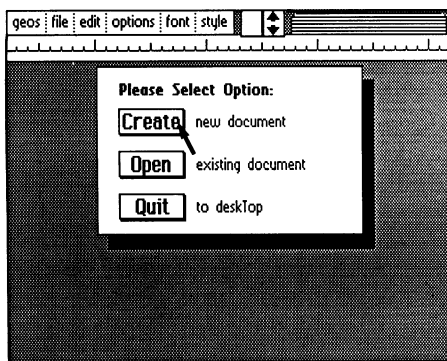 geos file edit options font style
Please Select Option:
Create new document
Open existing document
Quit to deskTop